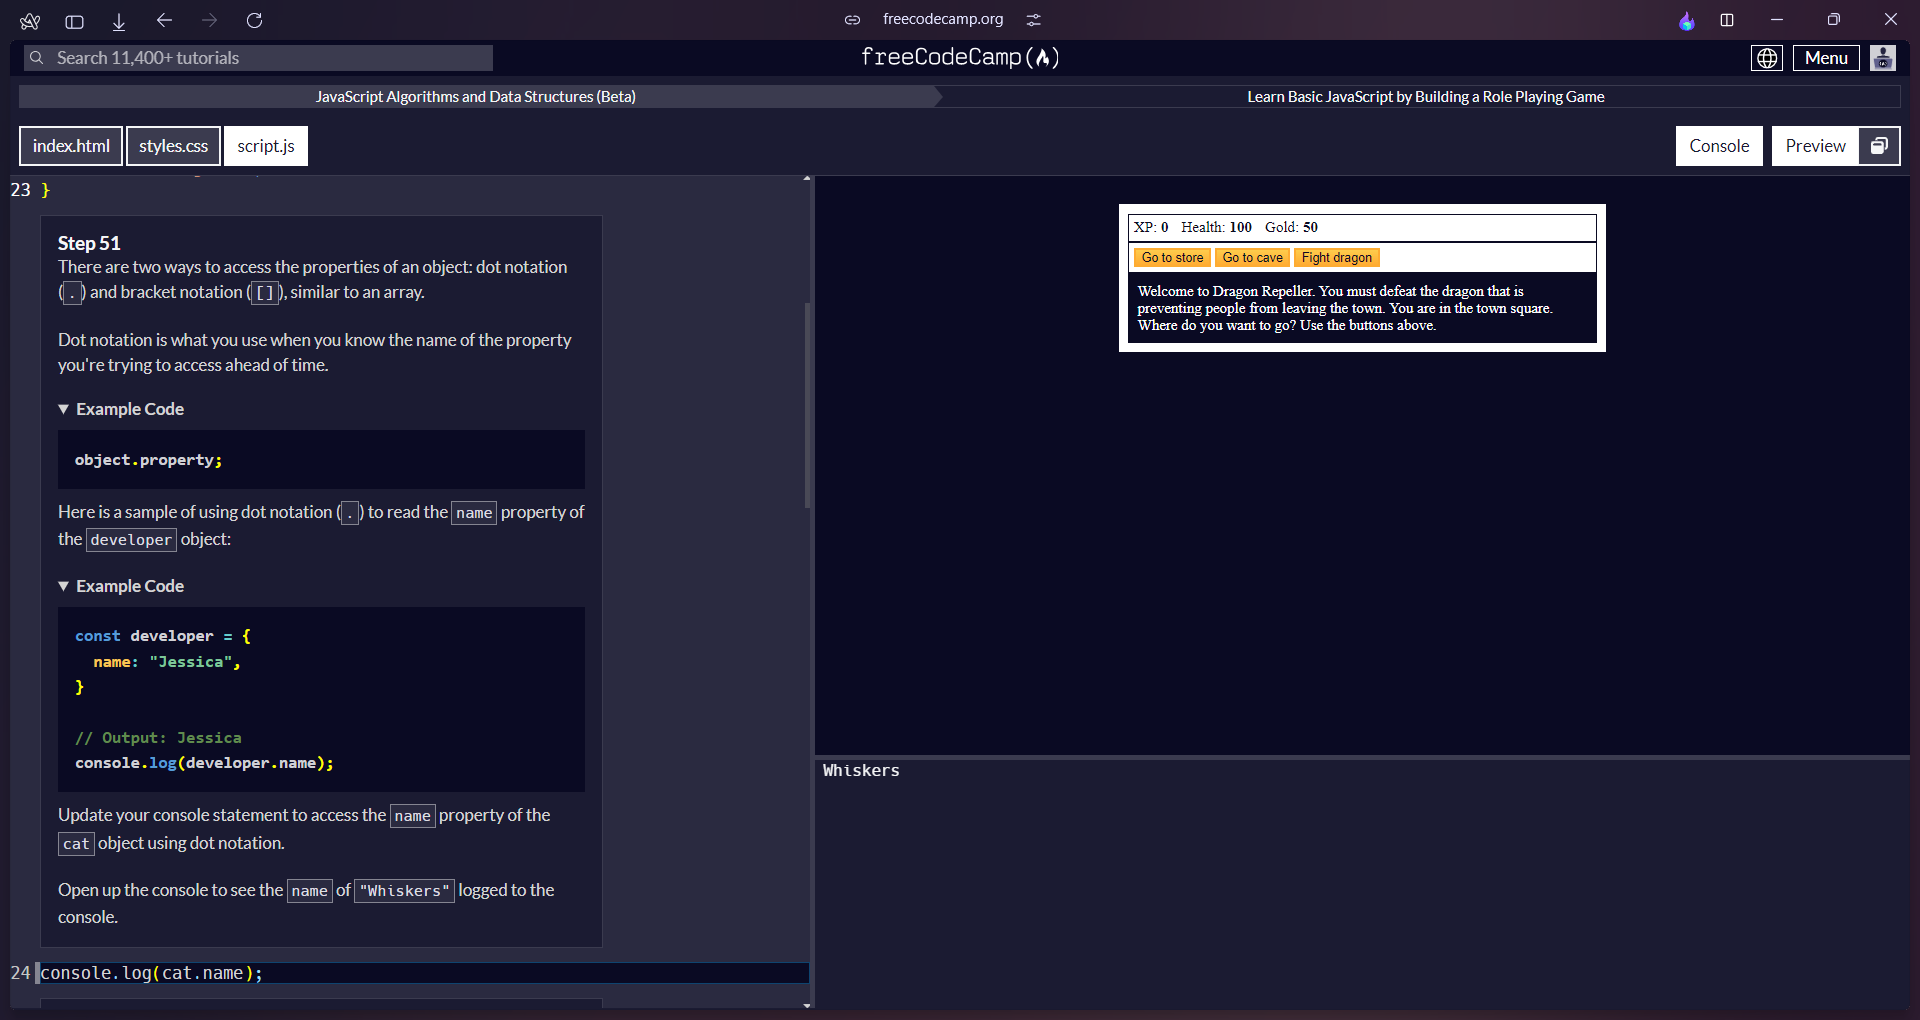 freecodecamp.org
Search 11,400+ tutorials
freeCodeCamp(🔥)
Menu
JavaScript Algorithms and Data Structures (Beta)
Learn Basic JavaScript by Building a Role Playing Game
index.html
styles.css
script.js
Console
Preview
23 }
Step 51
There are two ways to access the properties of an object: dot notation
(.) and bracket notation ([]), similar to an array.
Dot notation is what you use when you know the name of the property
you're trying to access ahead of time.
Example Code
object.property;
Here is a sample of using dot notation (.) to read the name property of
the developer object:
Example Code
const developer = {
  name: "Jessica",
}
// Output: Jessica
console.log(developer.name);
Update your console statement to access the name property of the
cat object using dot notation.
Open up the console to see the name of "Whiskers" logged to the
console.
24 console.log(cat.name);
XP: 0 Health: 100 Gold: 50
Go to store
Go to cave
Fight dragon
Welcome to Dragon Repeller. You must defeat the dragon that is
preventing people from leaving the town. You are in the town square.
Where do you want to go? Use the buttons above.
Whiskers